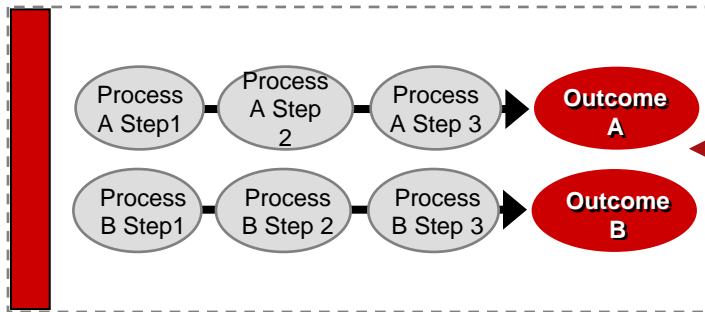 Process
A Step1
Process
A Step
2
Process
A Step 3
Outcome
A
Process
B Step1
Process
B Step 2
Process
B Step 3
Outcome
B